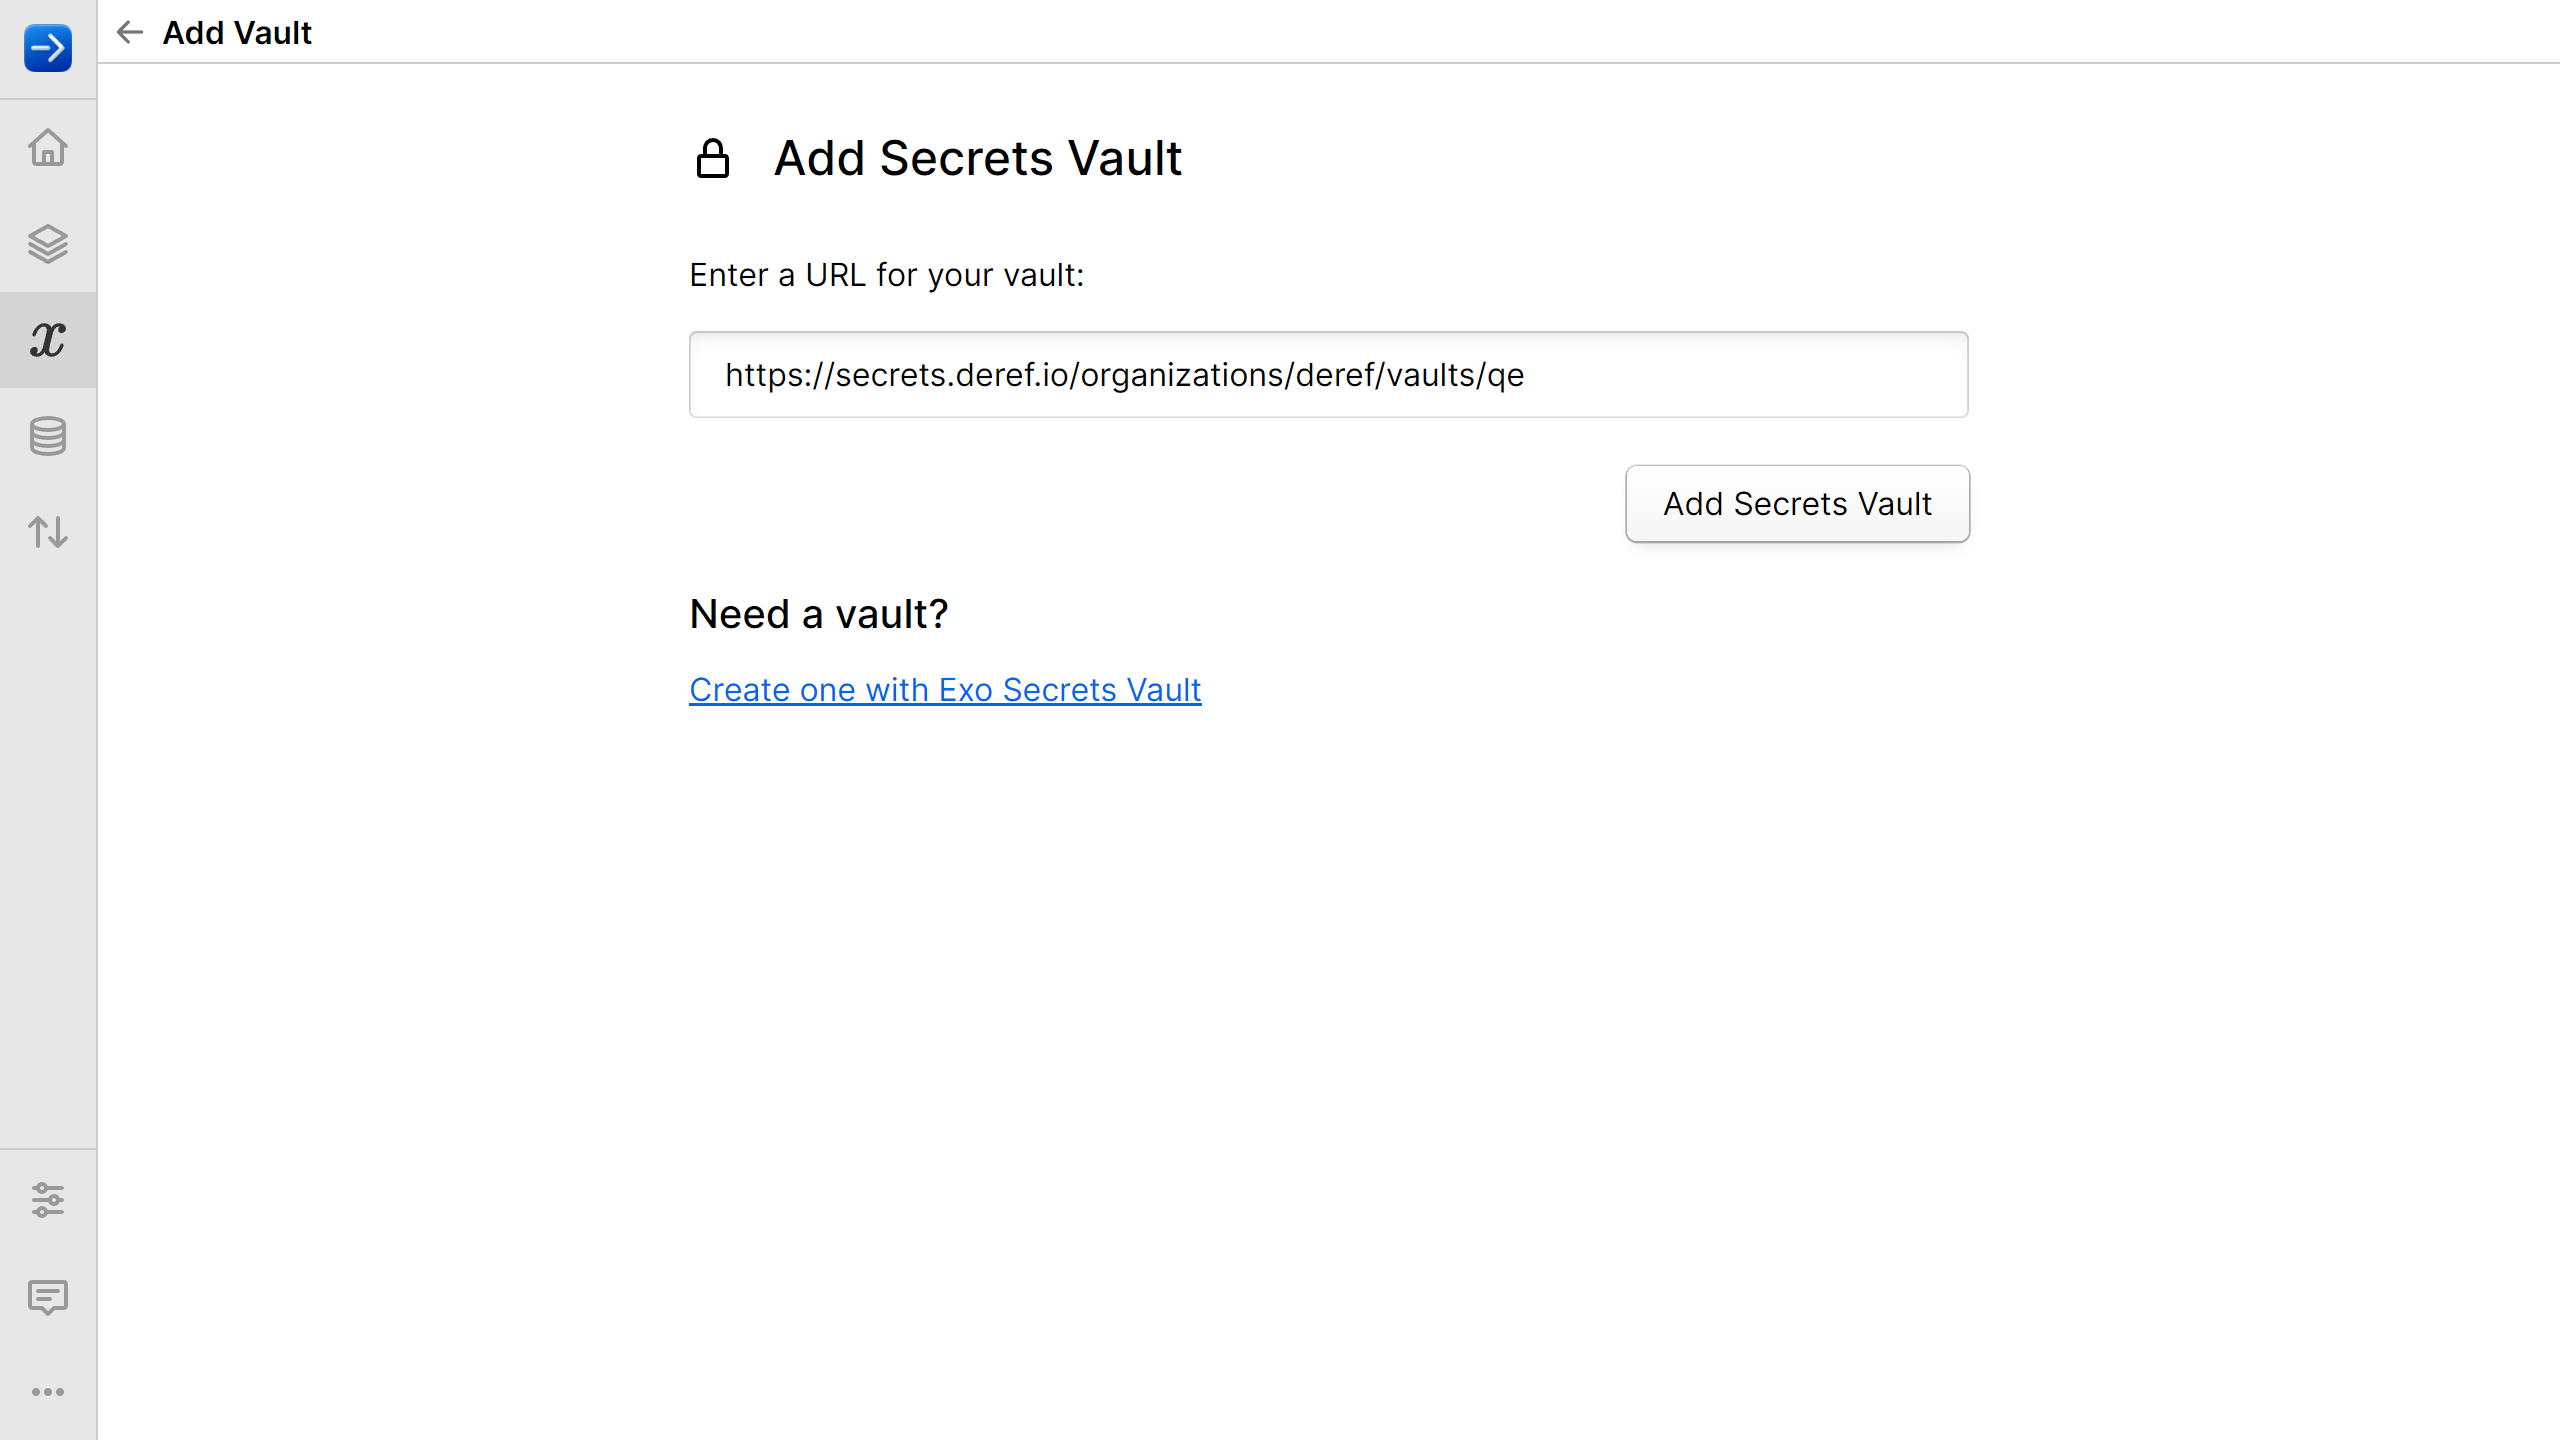 Add Vault
Add Secrets Vault
Enter a URL for your vault:
https://secrets.deref.io/organizations/deref/vaults/qe
Add Secrets Vault
Need a vault?
Create one with Exo Secrets Vault